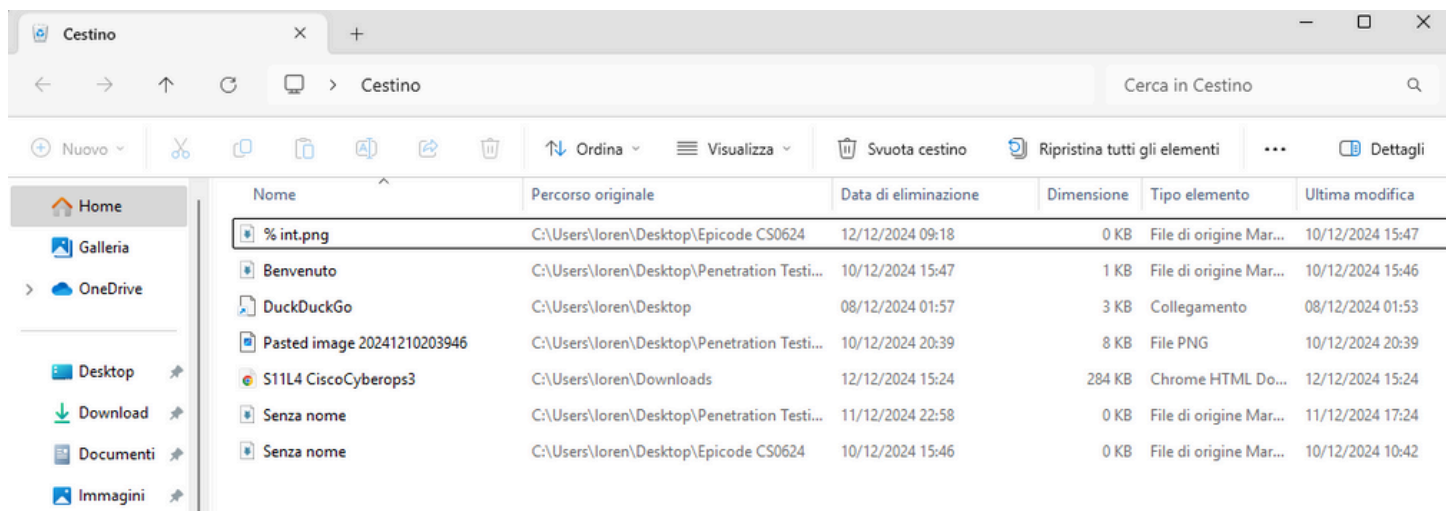 Cestino
Cestino Cerca in Cestino
Nuovo Ordina Visualizza Svuota cestino Ripristina tutti gli elementi ... Dettagli
Nome Percorso originale Data di eliminazione Dimensione Tipo elemento Ultima modifica
Home
Galleria
OneDrive
Desktop
Download
Documenti
Immagini
% int.png C:\Users\loren\Desktop\Epicode CS0624 12/12/2024 09:18 0 KB File di origine Mar... 10/12/2024 15:47
Benvenuto C:\Users\loren\Desktop\Penetration Testi... 10/12/2024 15:47 1 KB File di origine Mar... 10/12/2024 15:46
DuckDuckGo C:\Users\loren\Desktop 08/12/2024 01:57 3 KB Collegamento 08/12/2024 01:53
Pasted image 20241210203946 C:\Users\loren\Desktop\Penetration Testi... 10/12/2024 20:39 8 KB File PNG 10/12/2024 20:39
S11L4 CiscoCyberops3 C:\Users\loren\Downloads 12/12/2024 15:24 284 KB Chrome HTML Do... 12/12/2024 15:24
Senza nome C:\Users\loren\Desktop\Penetration Testi... 11/12/2024 22:58 0 KB File di origine Mar... 11/12/2024 17:24
Senza nome C:\Users\loren\Desktop\Epicode CS0624 10/12/2024 15:46 0 KB File di origine Mar... 10/12/2024 10:42